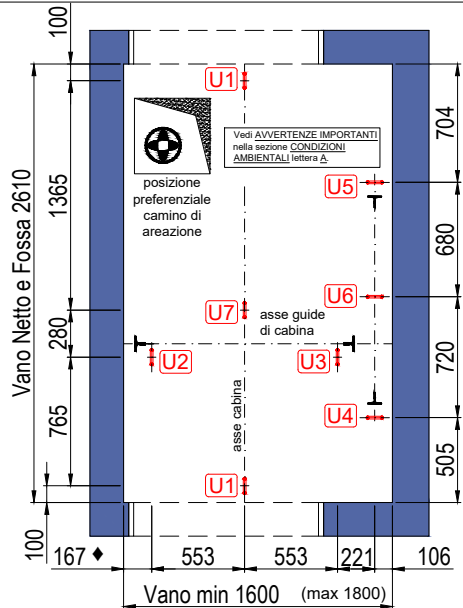 100
U1
Vedi AVVERTENZE IMPORTANTI
nella sezione CONDIZIONI
AMBIENTALI lettera A.
704
posizione
preferenziale
camino di
areazione
U5
1365
680
Vano Netto e Fossa 2610
U7
asse guide
di cabina
U6
280
U2
U3
720
765
asse cabina
U4
U1
505
100
167 ♦
553
553
221
106
Vano min 1600 (max 1800)